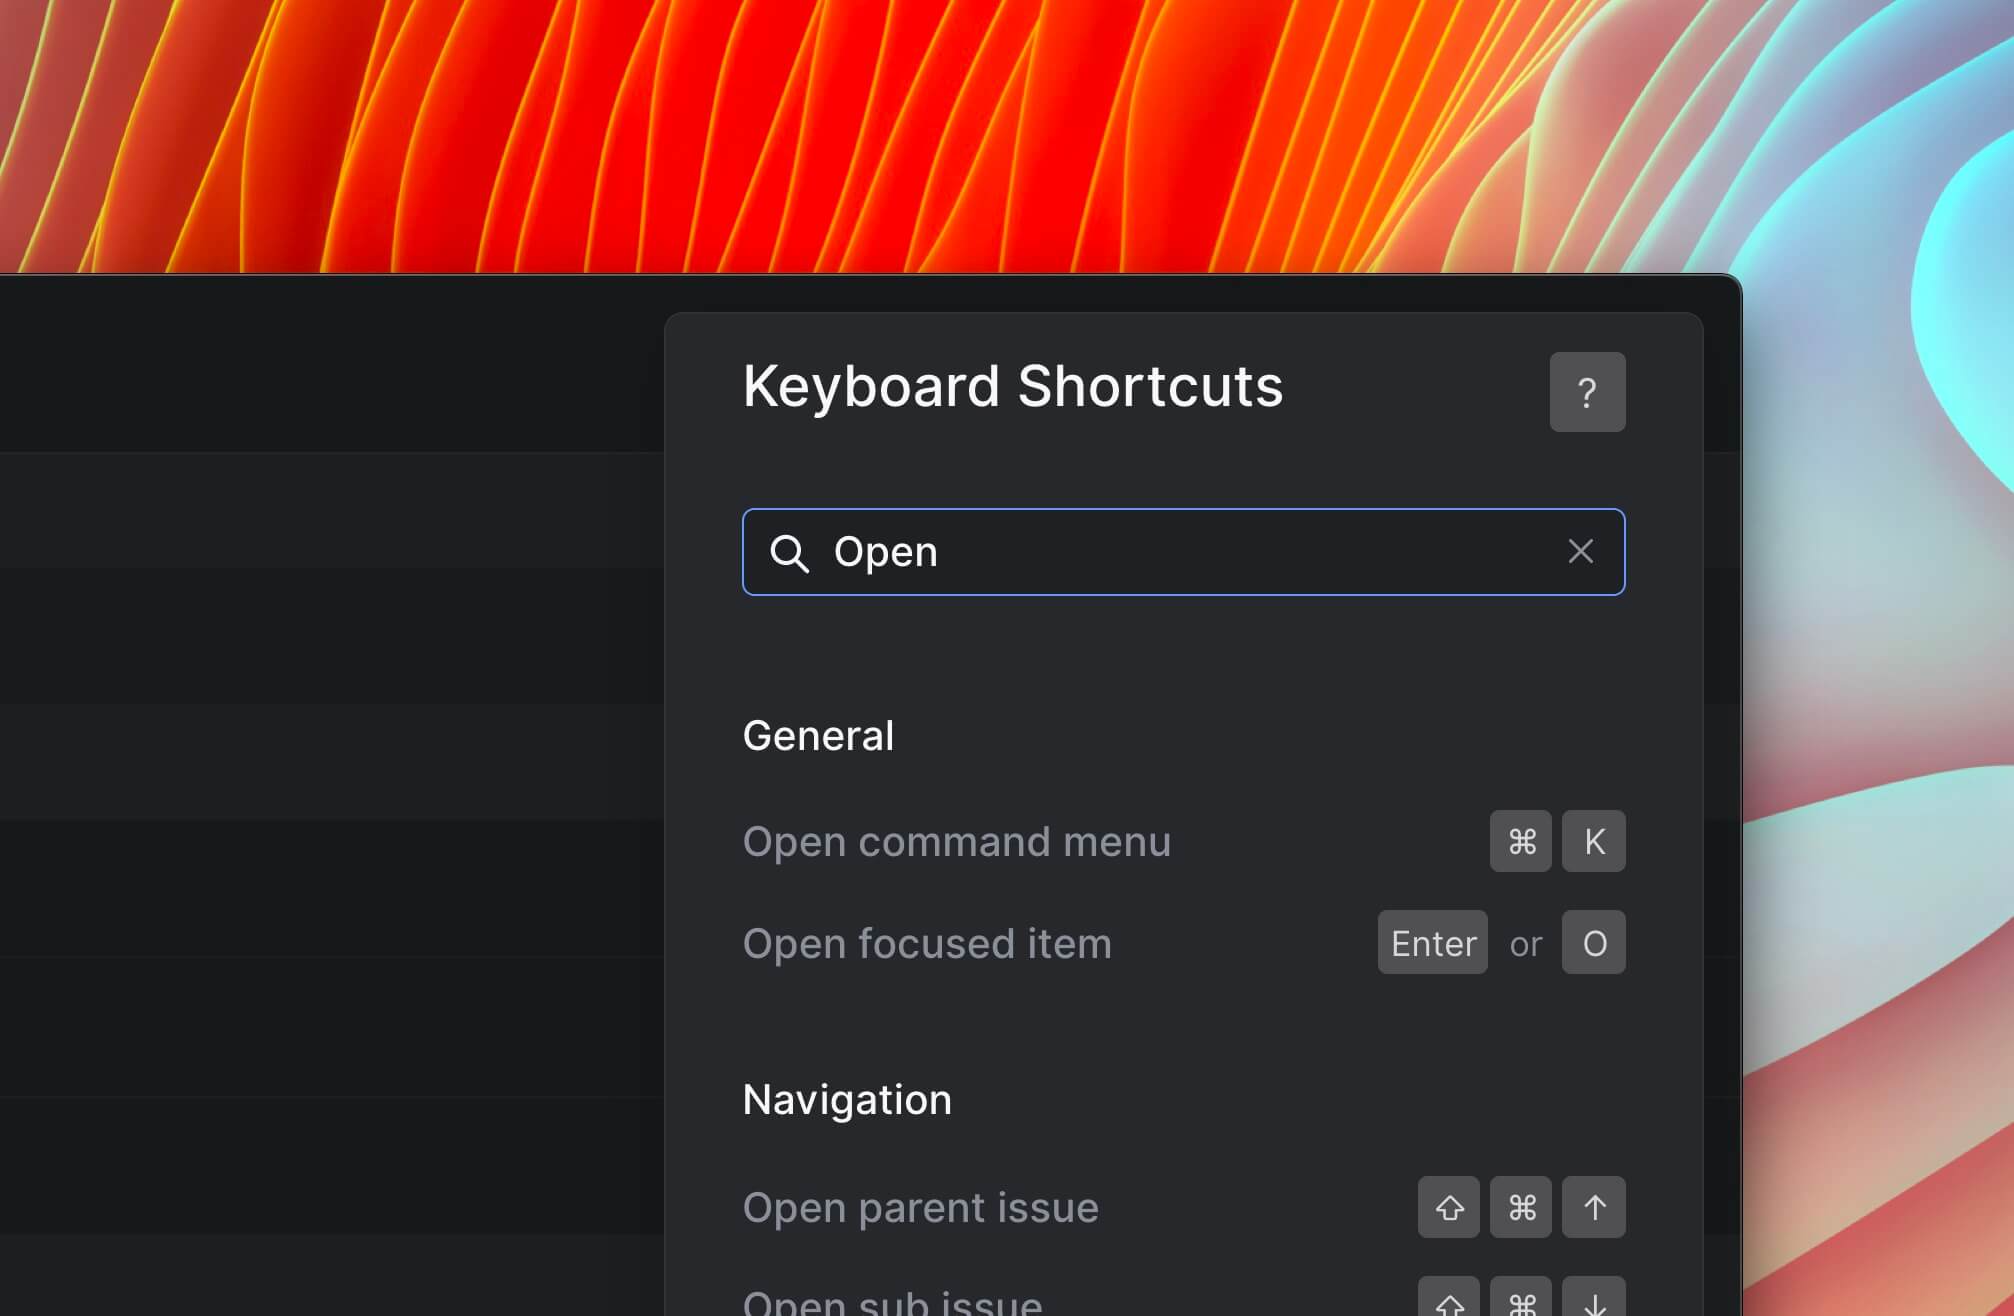 Keyboard Shortcuts ?
Open
General
Open command menu ⌘ K
Open focused item Enter or O
Navigation
Open parent issue ⇧ ⌘ ↑
Open sub issue ⇧ ⌘ ↓